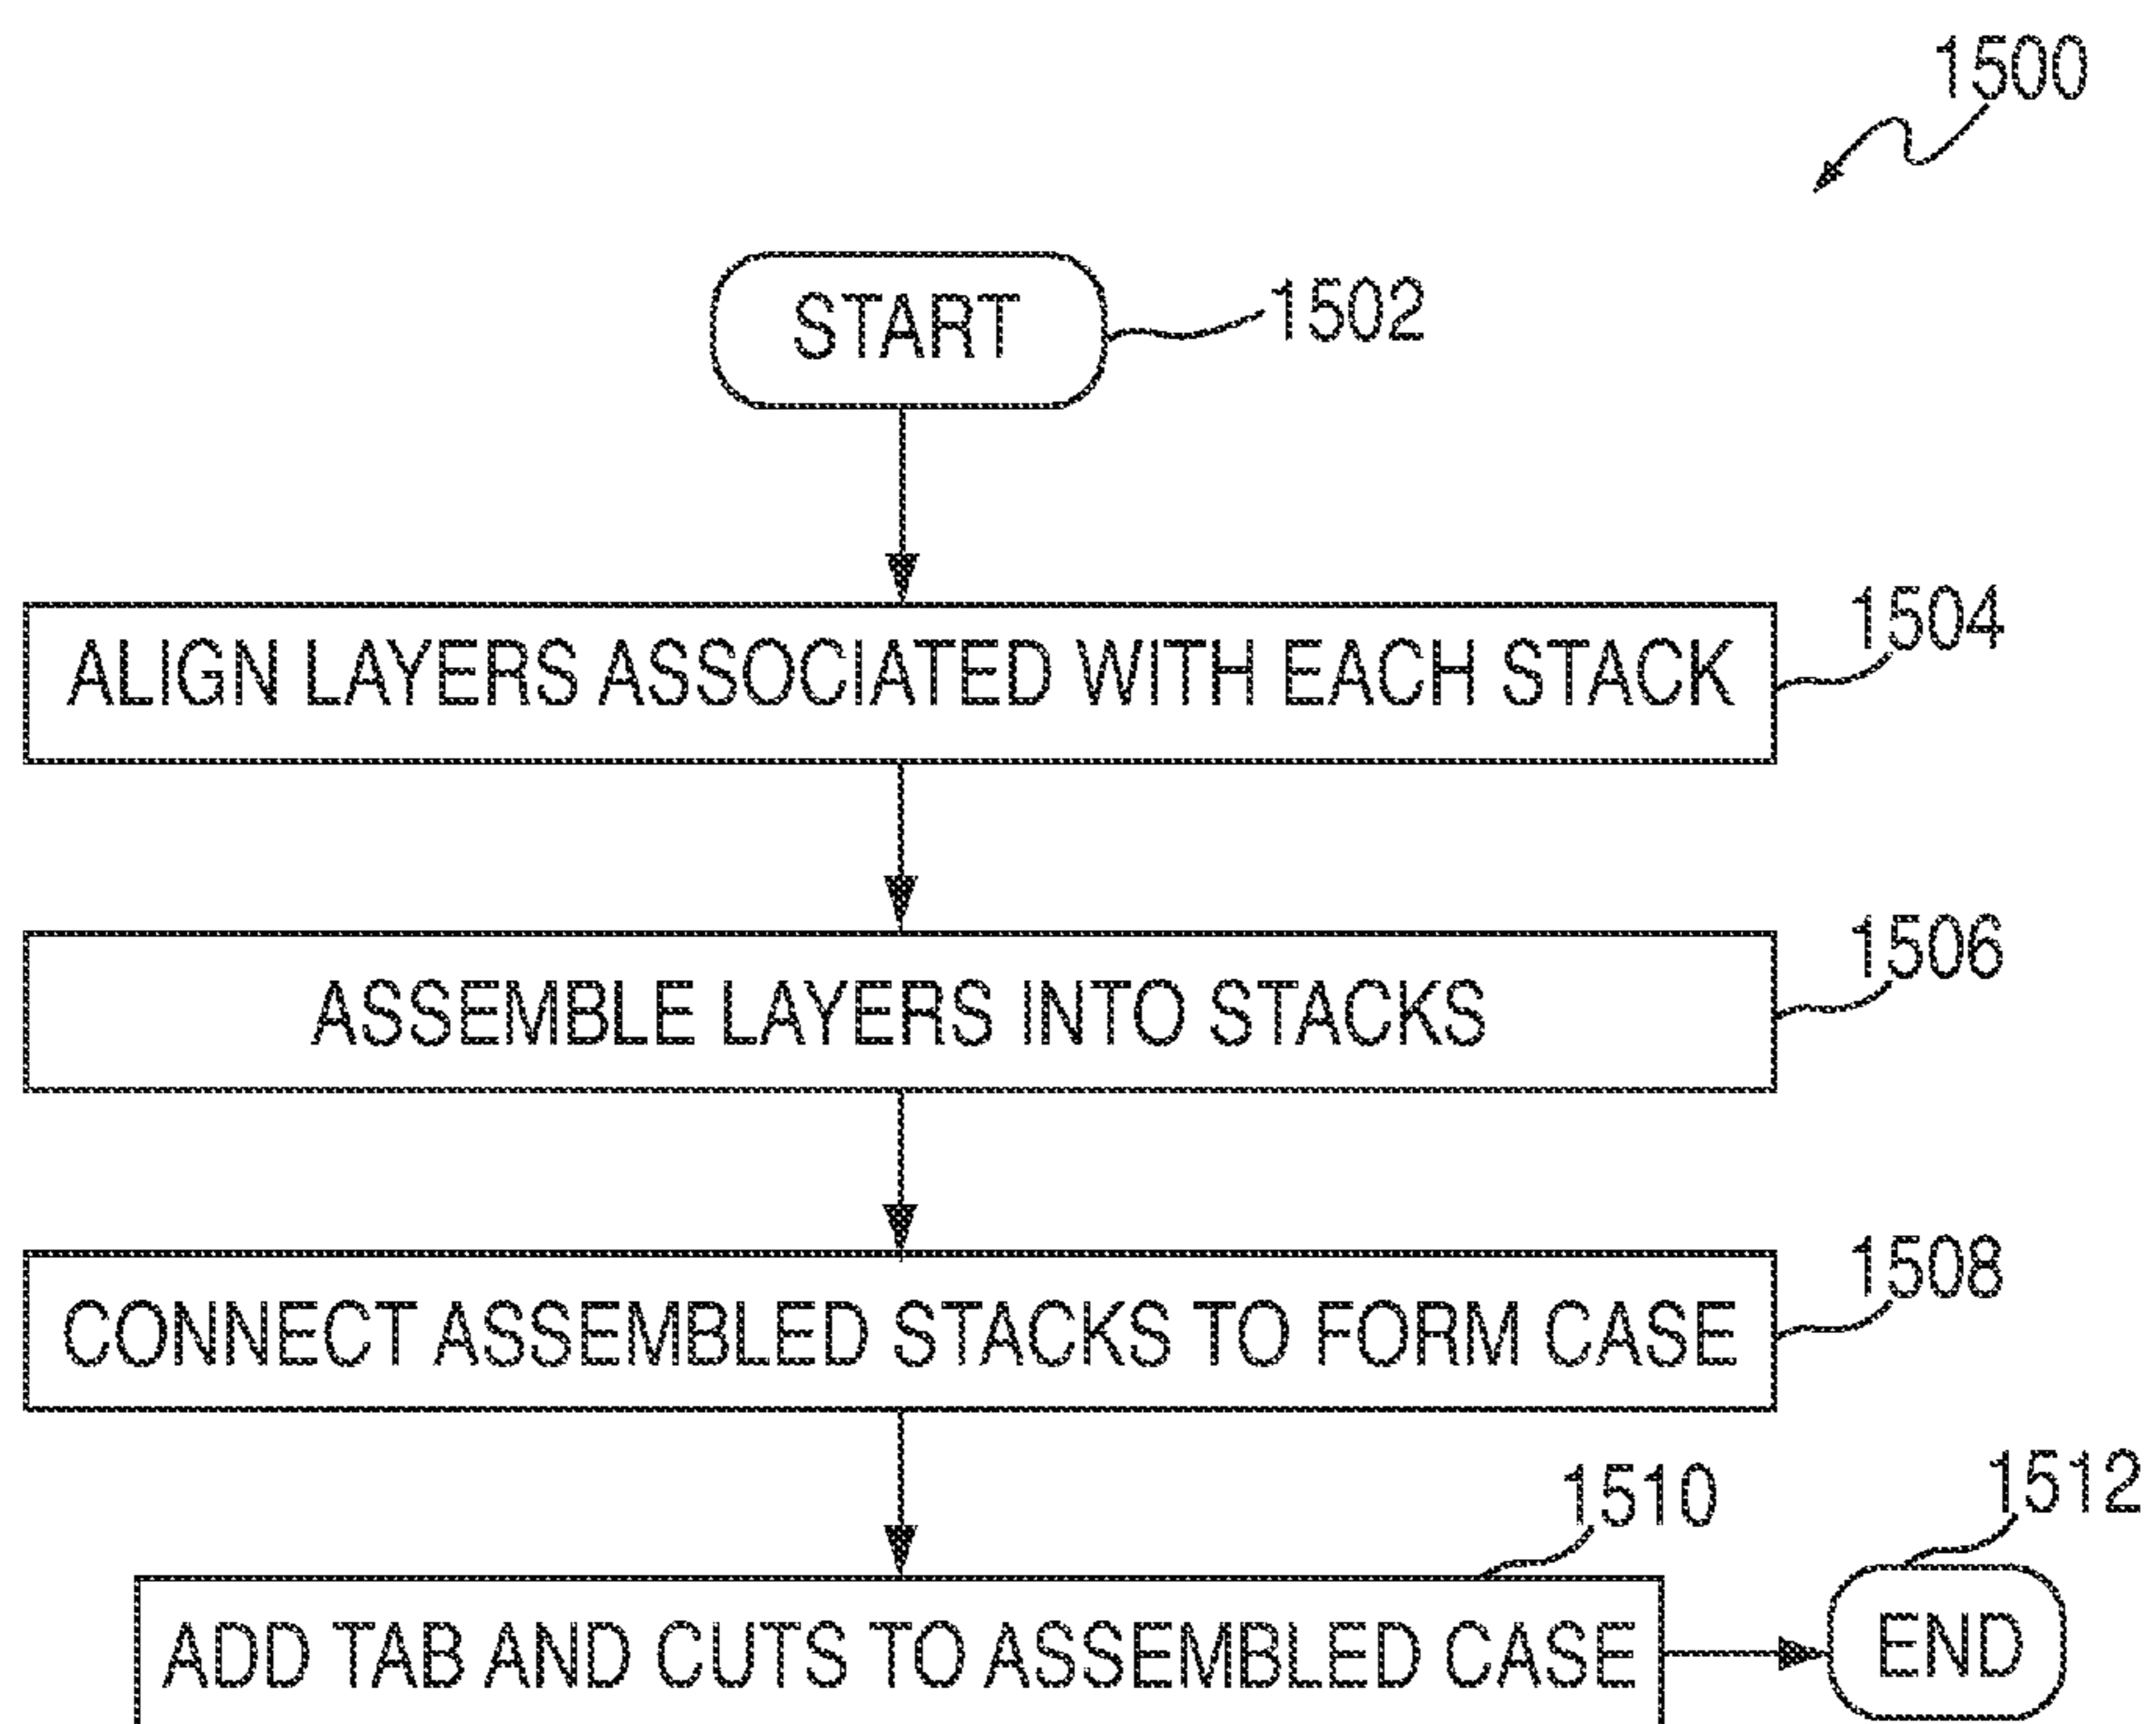 1500
START
1502
ALIGN LAYERS ASSOCIATED WITH EACH STACK
1504
ASSEMBLE LAYERS INTO STACKS
1506
CONNECT ASSEMBLED STACKS TO FORM CASE
1508
1510
1512
ADD TAB AND CUTS TO ASSEMBLED CASE
END